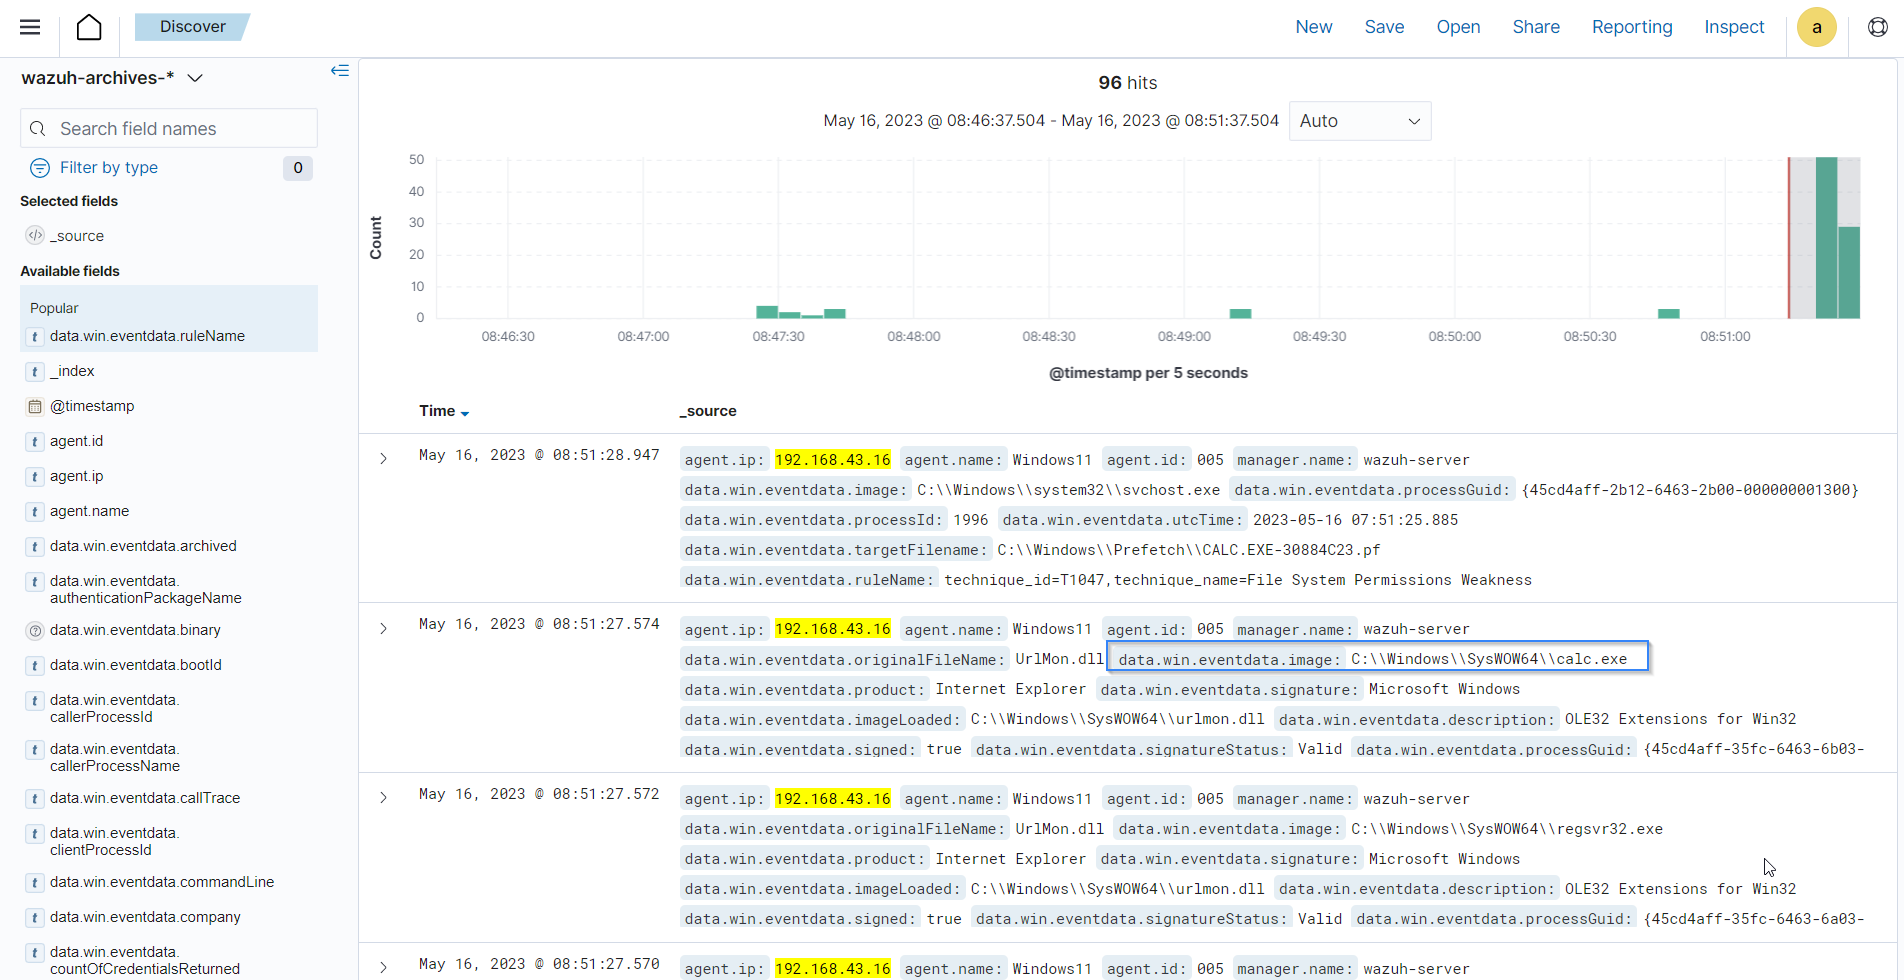 Discover
New Save Open Share Reporting Inspect a
wazuh-archives-*
Search field names
Filter by type 0
Selected fields
_source
Available fields
Popular
t data.win.eventdata.ruleName
t _index
@timestamp
t agent.id
t agent.ip
t agent.name
t data.win.eventdata.archived
t data.win.eventdata.
authenticationPackageName
data.win.eventdata.binary
t data.win.eventdata.bootId
t data.win.eventdata.
callerProcessId
t data.win.eventdata.
callerProcessName
t data.win.eventdata.callTrace
t data.win.eventdata.
clientProcessId
t data.win.eventdata.commandLine
t data.win.eventdata.company
t data.win.eventdata.
countOfCredentialsReturned
96 hits
May 16, 2023 @ 08:46:37.504 - May 16, 2023 @ 08:51:37.504 Auto
Count
50
40
30
20
10
0
08:46:30 08:47:00 08:47:30 08:48:00 08:48:30 08:49:00 08:49:30 08:50:00 08:50:30 08:51:00
@timestamp per 5 seconds
Time _source
May 16, 2023 @ 08:51:28.947
agent.ip: 192.168.43.16 agent.name: Windows11 agent.id: 005 manager.name: wazuh-server
data.win.eventdata.image: C:\\Windows\\system32\\svchost.exe data.win.eventdata.processGuid: {45cd4aff-2b12-6463-2b00-000000001300}
data.win.eventdata.processId: 1996 data.win.eventdata.utcTime: 2023-05-16 07:51:25.885
data.win.eventdata.targetFilename: C:\\Windows\\Prefetch\\CALC.EXE-30884C23.pf
data.win.eventdata.ruleName: technique_id=T1047,technique_name=File System Permissions Weakness
May 16, 2023 @ 08:51:27.574
agent.ip: 192.168.43.16 agent.name: Windows11 agent.id: 005 manager.name: wazuh-server
data.win.eventdata.originalFileName: UrlMon.dll data.win.eventdata.image: C:\\Windows\\SysWOW64\\calc.exe
data.win.eventdata.product: Internet Explorer data.win.eventdata.signature: Microsoft Windows
data.win.eventdata.imageLoaded: C:\\Windows\\SysWOW64\\urlmon.dll data.win.eventdata.description: OLE32 Extensions for Win32
data.win.eventdata.signed: true data.win.eventdata.signatureStatus: Valid data.win.eventdata.processGuid: {45cd4aff-35fc-6463-6b03-
May 16, 2023 @ 08:51:27.572
agent.ip: 192.168.43.16 agent.name: Windows11 agent.id: 005 manager.name: wazuh-server
data.win.eventdata.originalFileName: UrlMon.dll data.win.eventdata.image: C:\\Windows\\SysWOW64\\regsvr32.exe
data.win.eventdata.product: Internet Explorer data.win.eventdata.signature: Microsoft Windows
data.win.eventdata.imageLoaded: C:\\Windows\\SysWOW64\\urlmon.dll data.win.eventdata.description: OLE32 Extensions for Win32
data.win.eventdata.signed: true data.win.eventdata.signatureStatus: Valid data.win.eventdata.processGuid: {45cd4aff-35fc-6463-6a03-
May 16, 2023 @ 08:51:27.570
agent.ip: 192.168.43.16 agent.name: Windows11 agent.id: 005 manager.name: wazuh-server